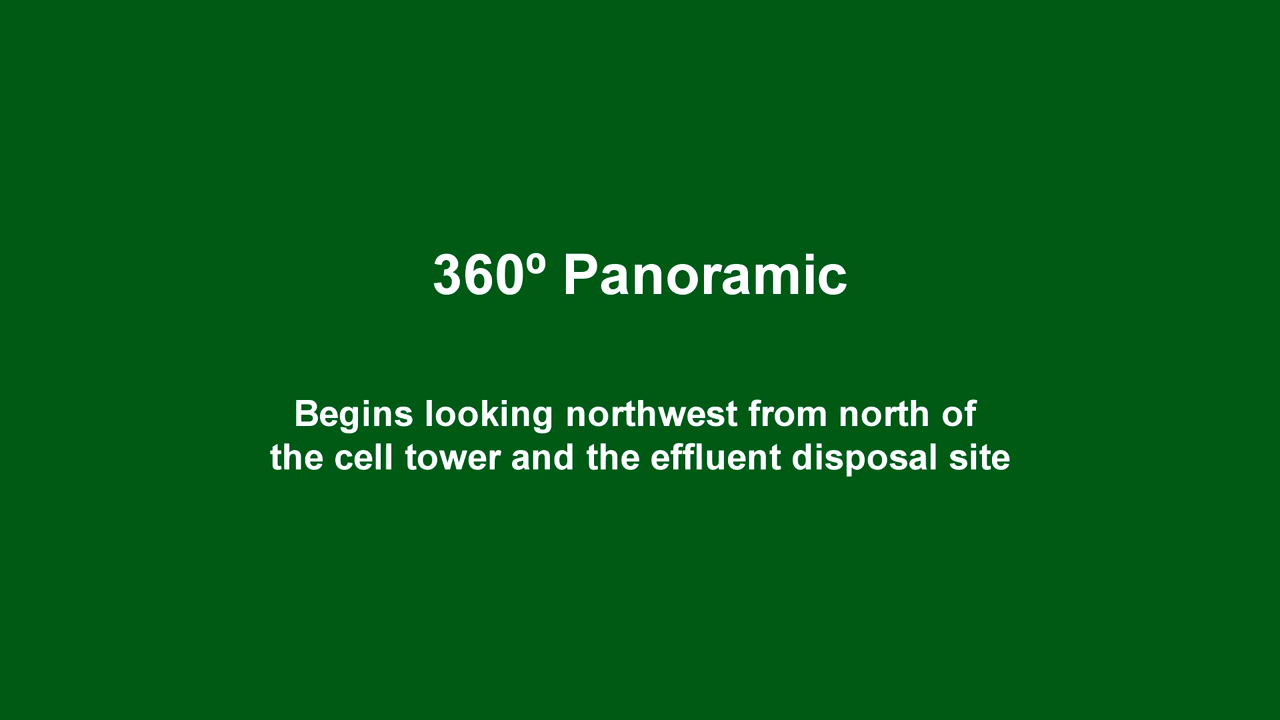 360º Panoramic
Begins looking northwest from north of
the cell tower and the effluent disposal site